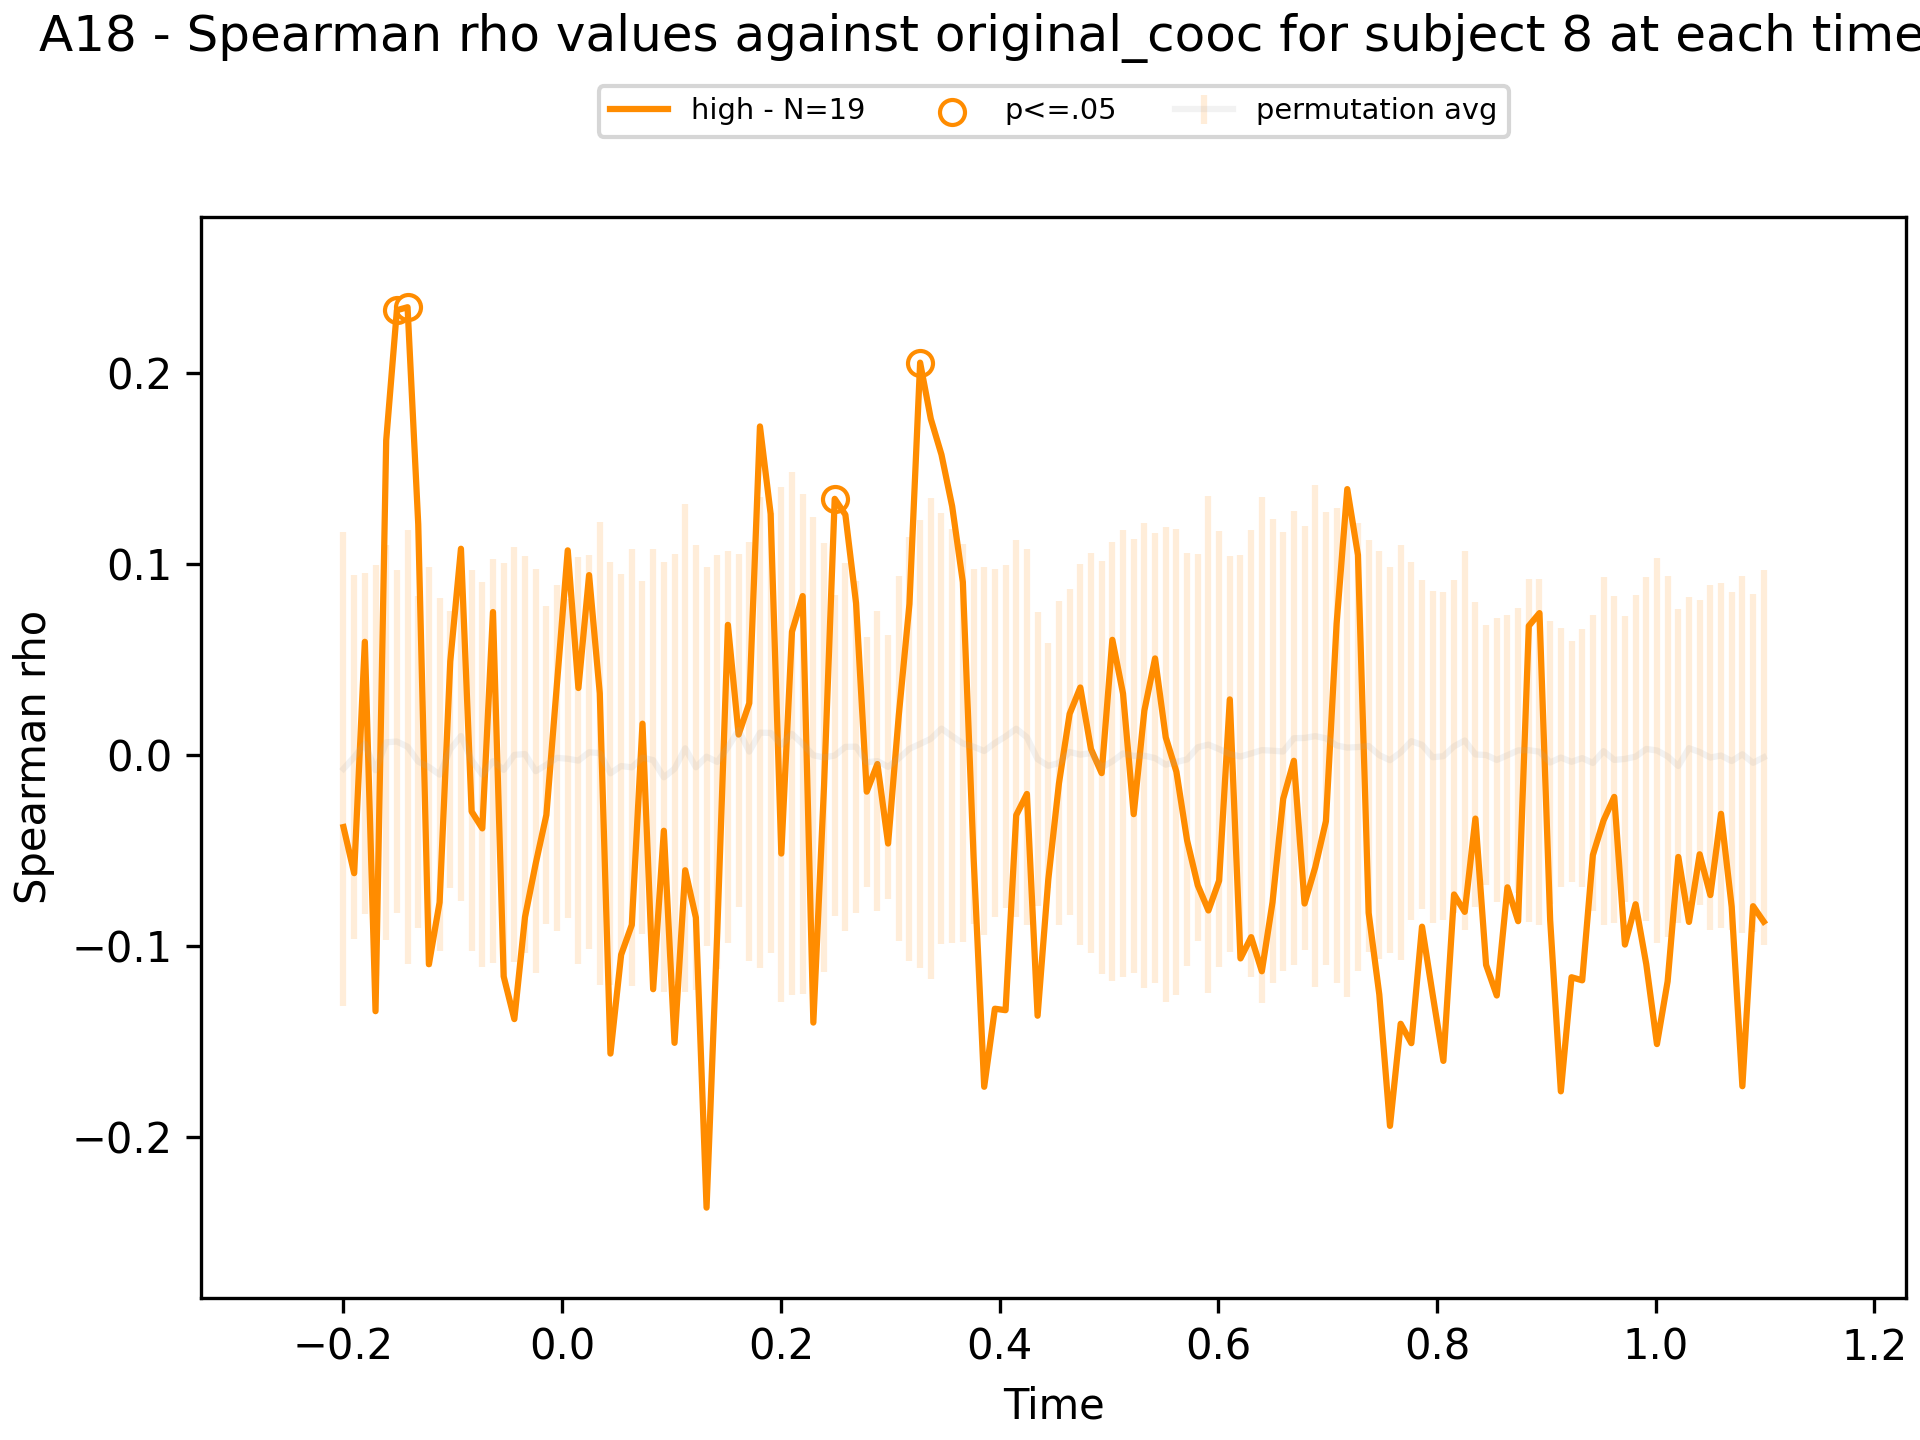 A18 - Spearman rho values against original_cooc for subject 8 at each time
high - N=19 p<=.05 permutation avg
Spearman rho
0.2
0.1
0.0
−0.1
−0.2
−0.2 0.0 0.2 0.4 0.6 0.8 1.0 1.2
Time